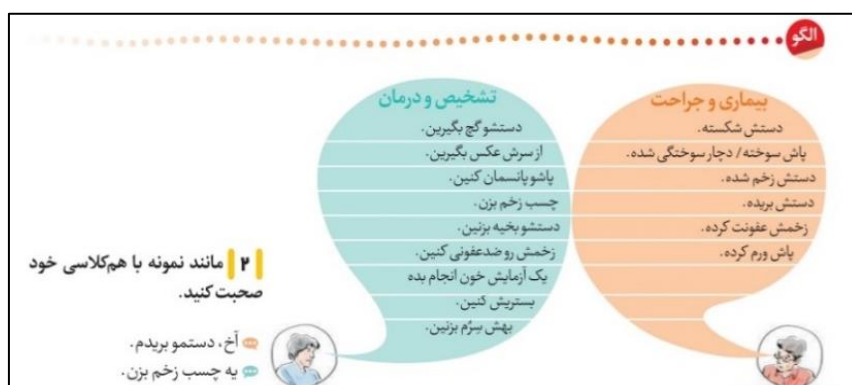 الگو
بیماری و جراحت
دستش شکسته.
پاش سوخته/ دچار سوختگی شده.
دستش زخم شده.
دستش بریده.
زخمش عفونت کرده.
پاش ورم کرده.
تشخیص و درمان
دستشو گچ بگیرین.
از سرش عکس بگیرین.
پاشو پانسمان کنین.
چسب زخم بزن.
دستشو بخیه بزنین.
زخمش رو ضدعفونی کنین.
یک آزمایش خون انجام بده
بستریش کنین.
بهش سِرُم بزنین.
۲ مانند نمونه با هم‌کلاسی خود
صحبت کنید.
آخ، دستمو بریدم.
یه چسب زخم بزن.